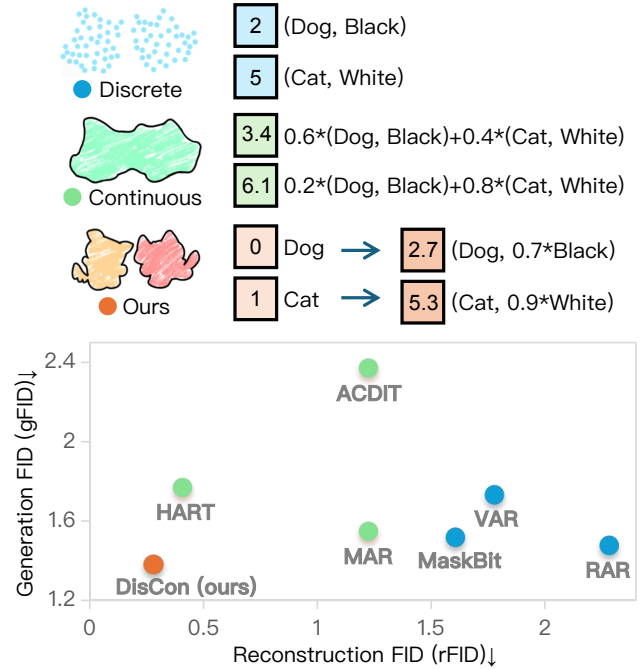 2 (Dog, Black)
Discrete
5 (Cat, White)
3.4 0.6*(Dog, Black)+0.4*(Cat, White)
Continuous
6.1 0.2*(Dog, Black)+0.8*(Cat, White)
0 Dog 2.7 (Dog, 0.7*Black)
Ours
1 Cat 5.3 (Cat, 0.9*White)
Generation FID (gFID)↓
2.4
2
1.6
1.2
ACDIT
HART
VAR
MAR
MaskBit
RAR
DisCon (ours)
0 0.5 1 1.5 2
Reconstruction FID (rFID)↓